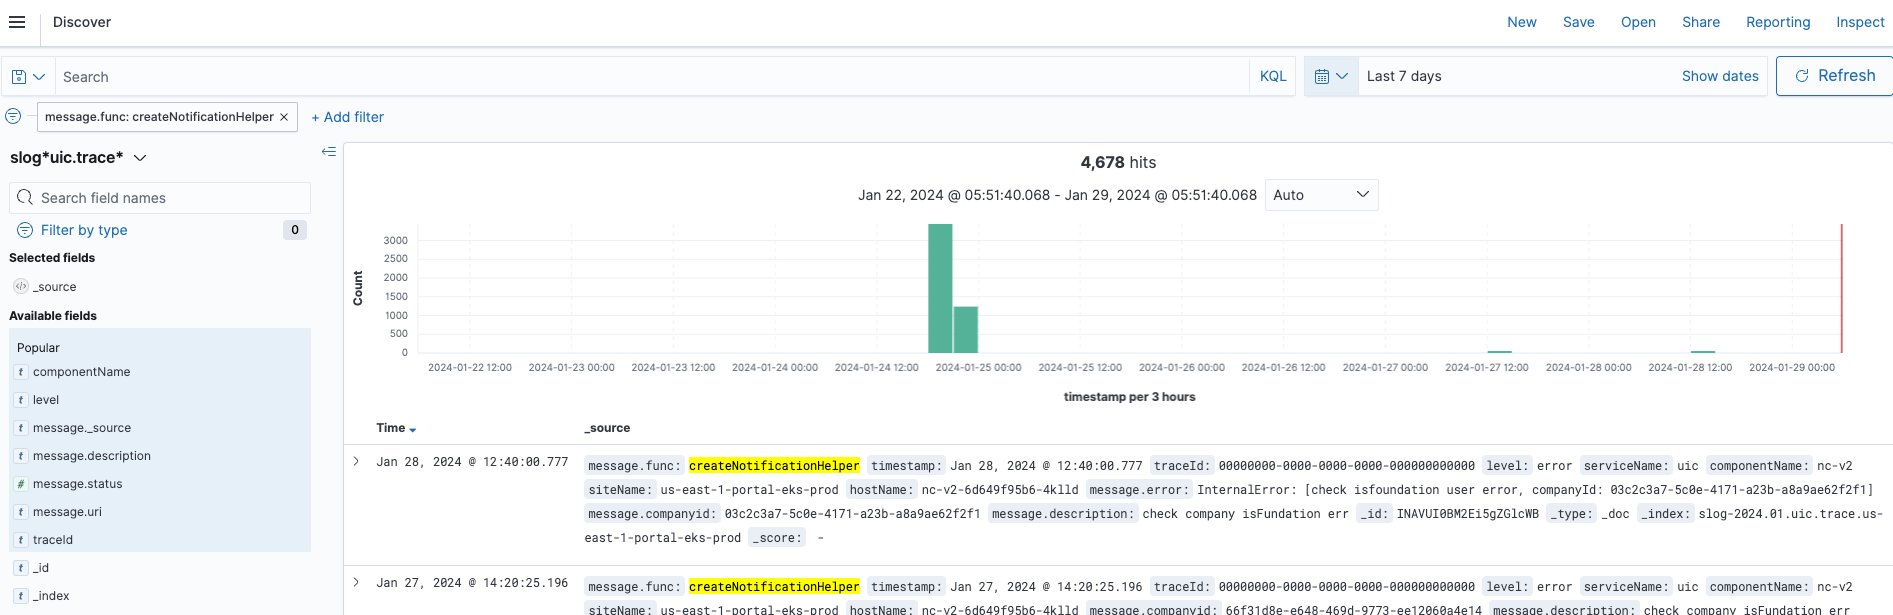 Discover
New Save Open Share Reporting Inspect
Search KQL Last 7 days Show dates Refresh
message.func: createNotificationHelper × + Add filter
slog*uic.trace*
4,678 hits
Search field names
Jan 22, 2024 @ 05:51:40.068 - Jan 29, 2024 @ 05:51:40.068 Auto
Filter by type 0
Selected fields
_source
Available fields
Popular
t componentName
t level
t message._source
t message.description
# message.status
t message.uri
t traceId
t _id
t _index
Count
3000
2500
2000
1500
1000
500
0
2024-01-22 12:00 2024-01-23 00:00 2024-01-23 12:00 2024-01-24 00:00 2024-01-24 12:00 2024-01-25 00:00 2024-01-25 12:00 2024-01-26 00:00 2024-01-26 12:00 2024-01-27 00:00 2024-01-27 12:00 2024-01-28 00:00 2024-01-28 12:00 2024-01-29 00:00
timestamp per 3 hours
Time _source
Jan 28, 2024 @ 12:40:00.777 message.func: createNotificationHelper timestamp: Jan 28, 2024 @ 12:40:00.777 traceId: 00000000-0000-0000-0000-000000000000 level: error serviceName: uic componentName: nc-v2
siteName: us-east-1-portal-eks-prod hostName: nc-v2-6d649f95b6-4klld message.error: InternalError: [check isfoundation user error, companyId: 03c2c3a7-5c0e-4171-a23b-a8a9ae62f2f1]
message.companyid: 03c2c3a7-5c0e-4171-a23b-a8a9ae62f2f1 message.description: check company isFundation err _id: INAVUI0BM2Ei5gZGlcWB _type: _doc _index: slog-2024.01.uic.trace.us-
east-1-portal-eks-prod _score: -
Jan 27, 2024 @ 14:20:25.196 message.func: createNotificationHelper timestamp: Jan 27, 2024 @ 14:20:25.196 traceId: 00000000-0000-0000-0000-000000000000 level: error serviceName: uic componentName: nc-v2
siteName: us-east-1-portal-eks-prod hostName: nc-v2-6d649f95b6-4klld message.companyid: 66f31d8e-e648-469d-9773-ee12060a4e14 message.description: check company isFundation err